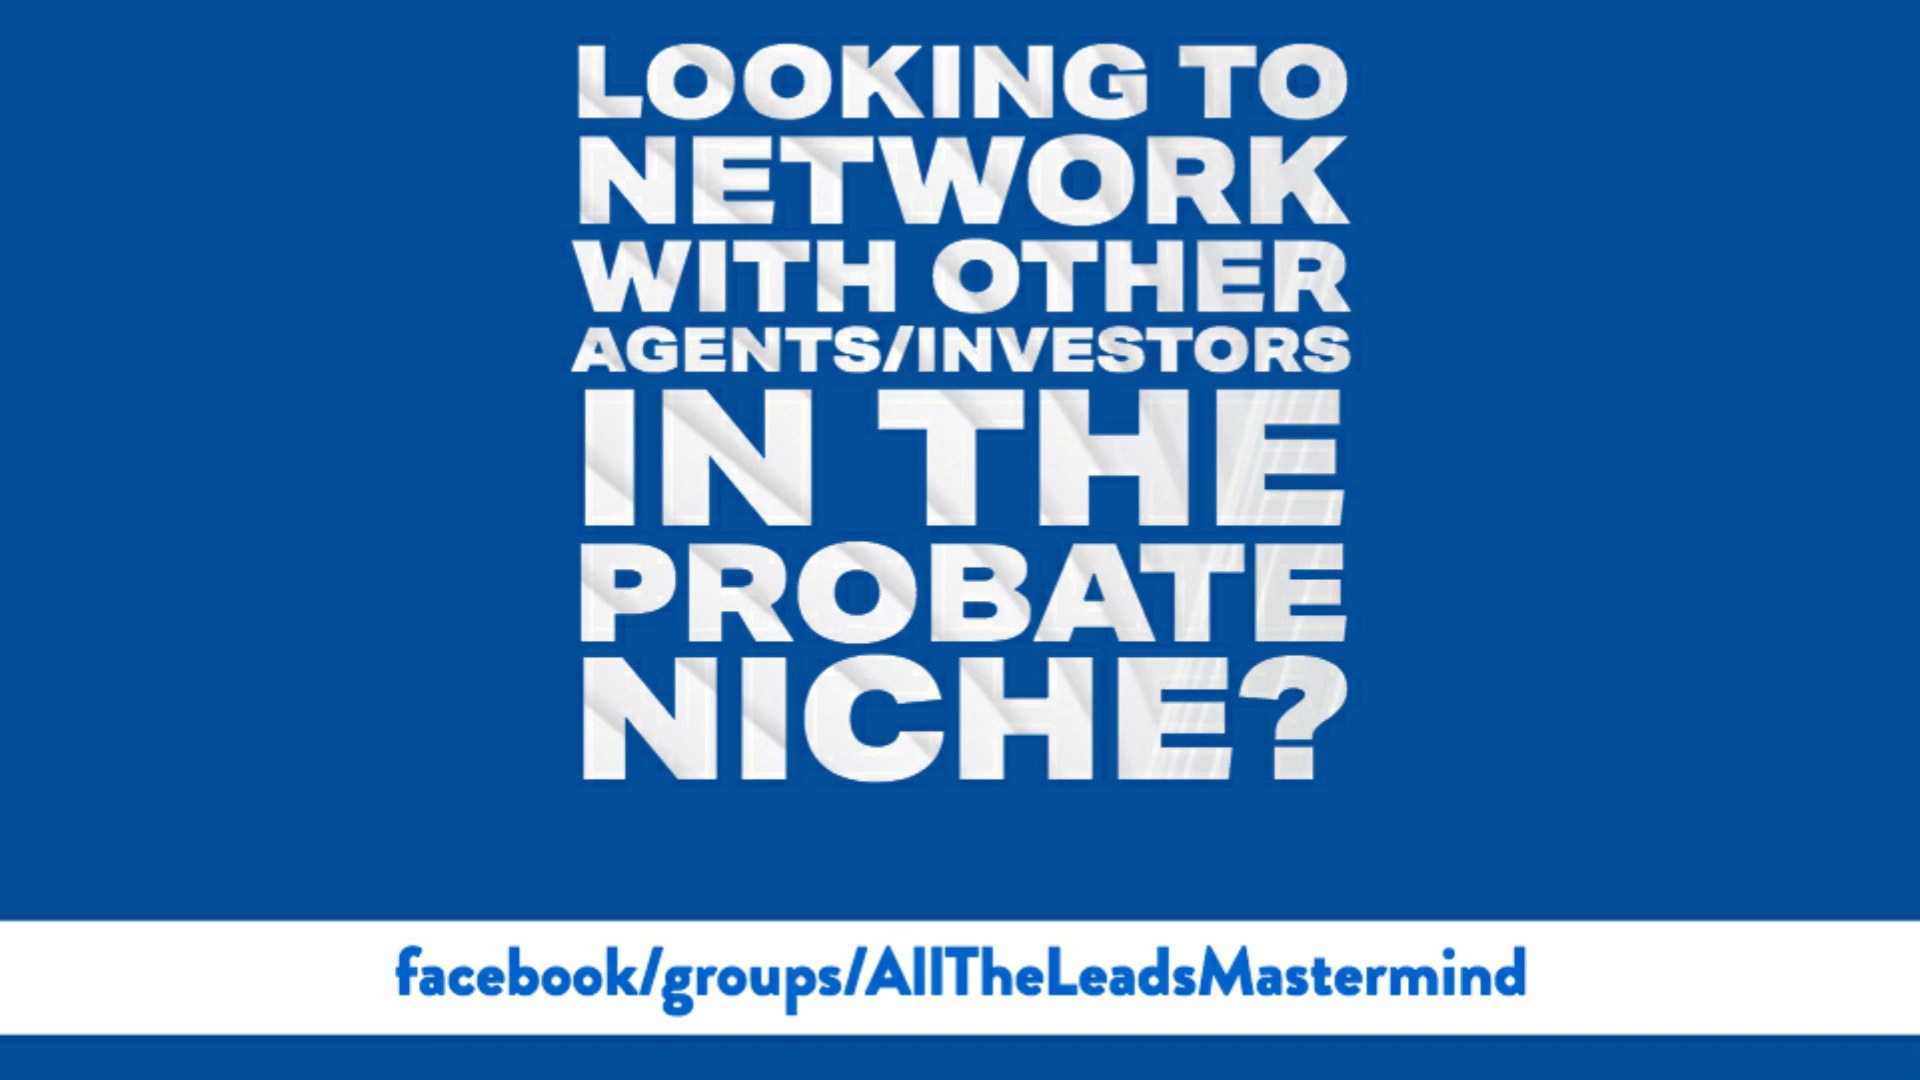 LOOKING TO
NETWORK
WITH OTHER
AGENTS/INVESTORS
IN THE
PROBATE
NICHE?
facebook/groups/AllTheLeadsMastermind